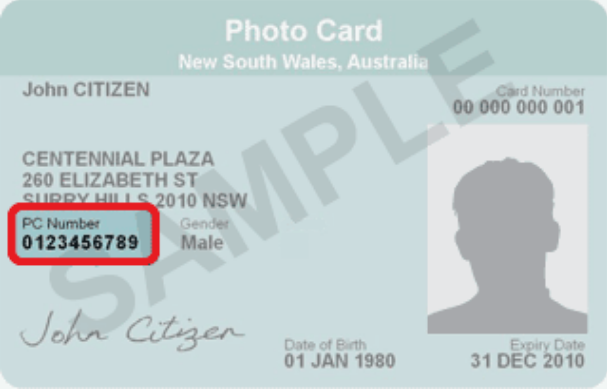 Photo Card
New South Wales, Australia
John CITIZEN
Card Number
00 000 000 001
CENTENNIAL PLAZA
260 ELIZABETH ST
SURRY HILLS 2010 NSW
PC Number
0123456789
Gender
Male
SAMPLE
John Citizen
Date of Birth
01 JAN 1980
Expiry Date
31 DEC 2010